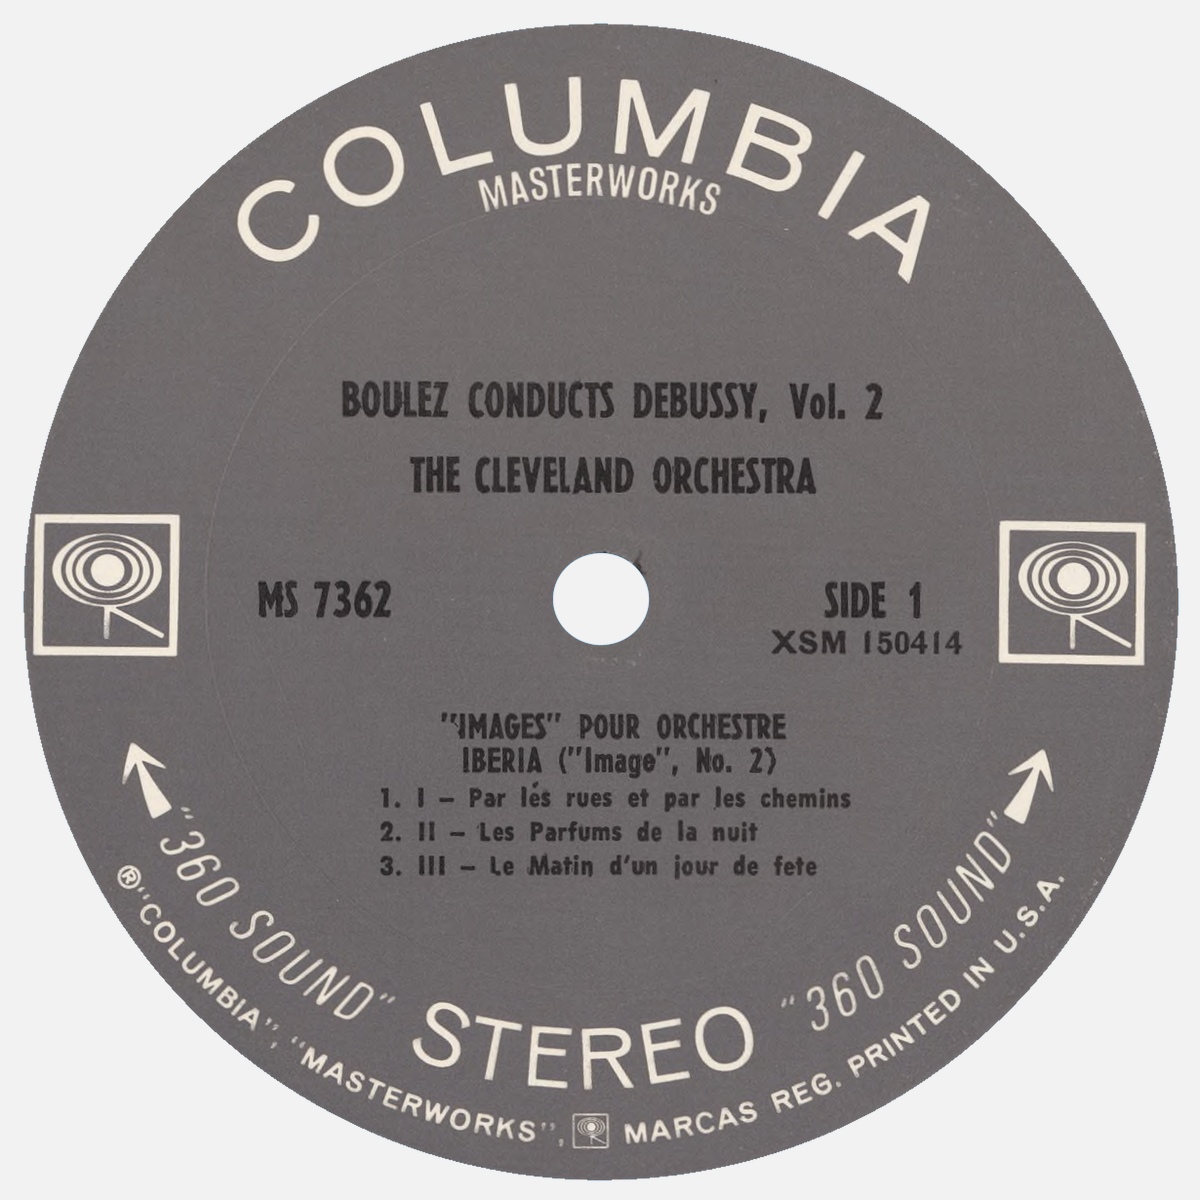 COLUMBIA
MASTERWORKS
BOULEZ CONDUCTS DEBUSSY, Vol. 2
THE CLEVELAND ORCHESTRA
MS 7362
SIDE 1
XSM 150414
"IMAGES" POUR ORCHESTRE
IBERIA ("Image", No. 2)
1. I – Par lés rues et par les chemins
2. II – Les Parfums de la nuit
3. III – Le Matin d'un jour de fete
"360 SOUND" STEREO "360 SOUND"
®"COLUMBIA", "MASTERWORKS", MARCAS REG. PRINTED IN U.S.A.